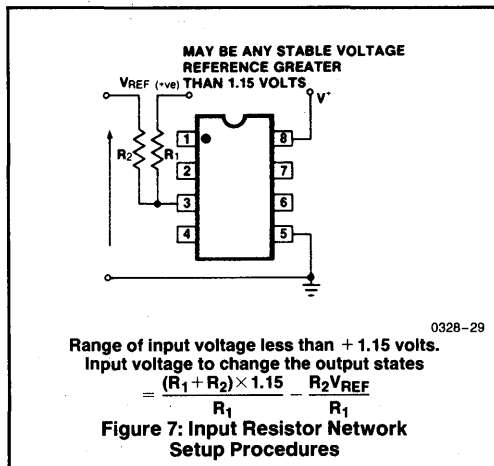 MAY BE ANY STABLE VOLTAGE
REFERENCE GREATER
VREF (+ve) THAN 1.15 VOLTS
V+
R2 R1
1 8
2 7
3 6
4 5
0328-29
Range of input voltage less than + 1.15 volts.
Input voltage to change the output states
= (R1 + R2) × 1.15 / R1 − R2VREF / R1
Figure 7: Input Resistor Network
Setup Procedures